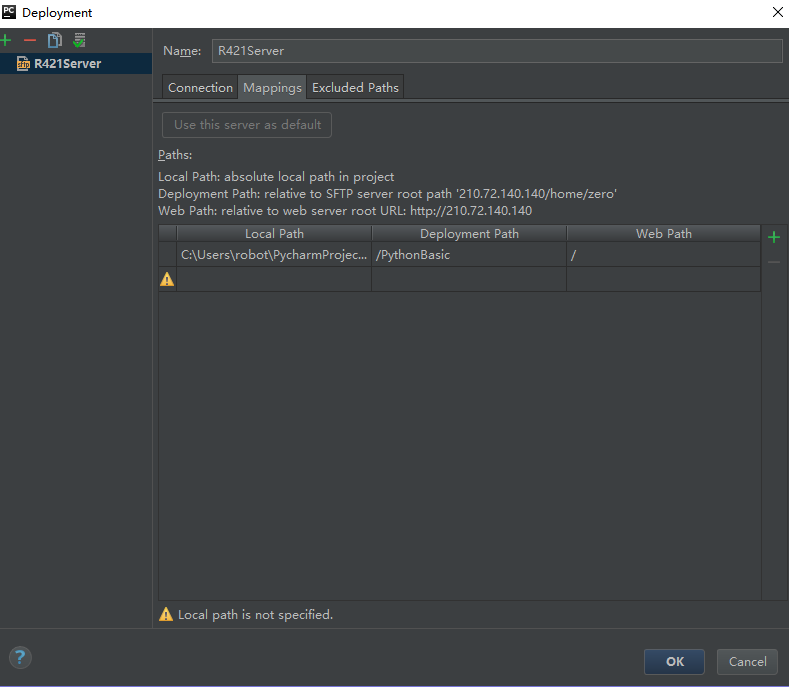 PC Deployment
R421Server
Name: R421Server
Connection Mappings Excluded Paths
Use this server as default
Paths:
Local Path: absolute local path in project
Deployment Path: relative to SFTP server root path '210.72.140.140/home/zero'
Web Path: relative to web server root URL: http://210.72.140.140
Local Path Deployment Path Web Path
C:\Users\robot\PycharmProjec... /PythonBasic /
Local path is not specified.
? OK Cancel